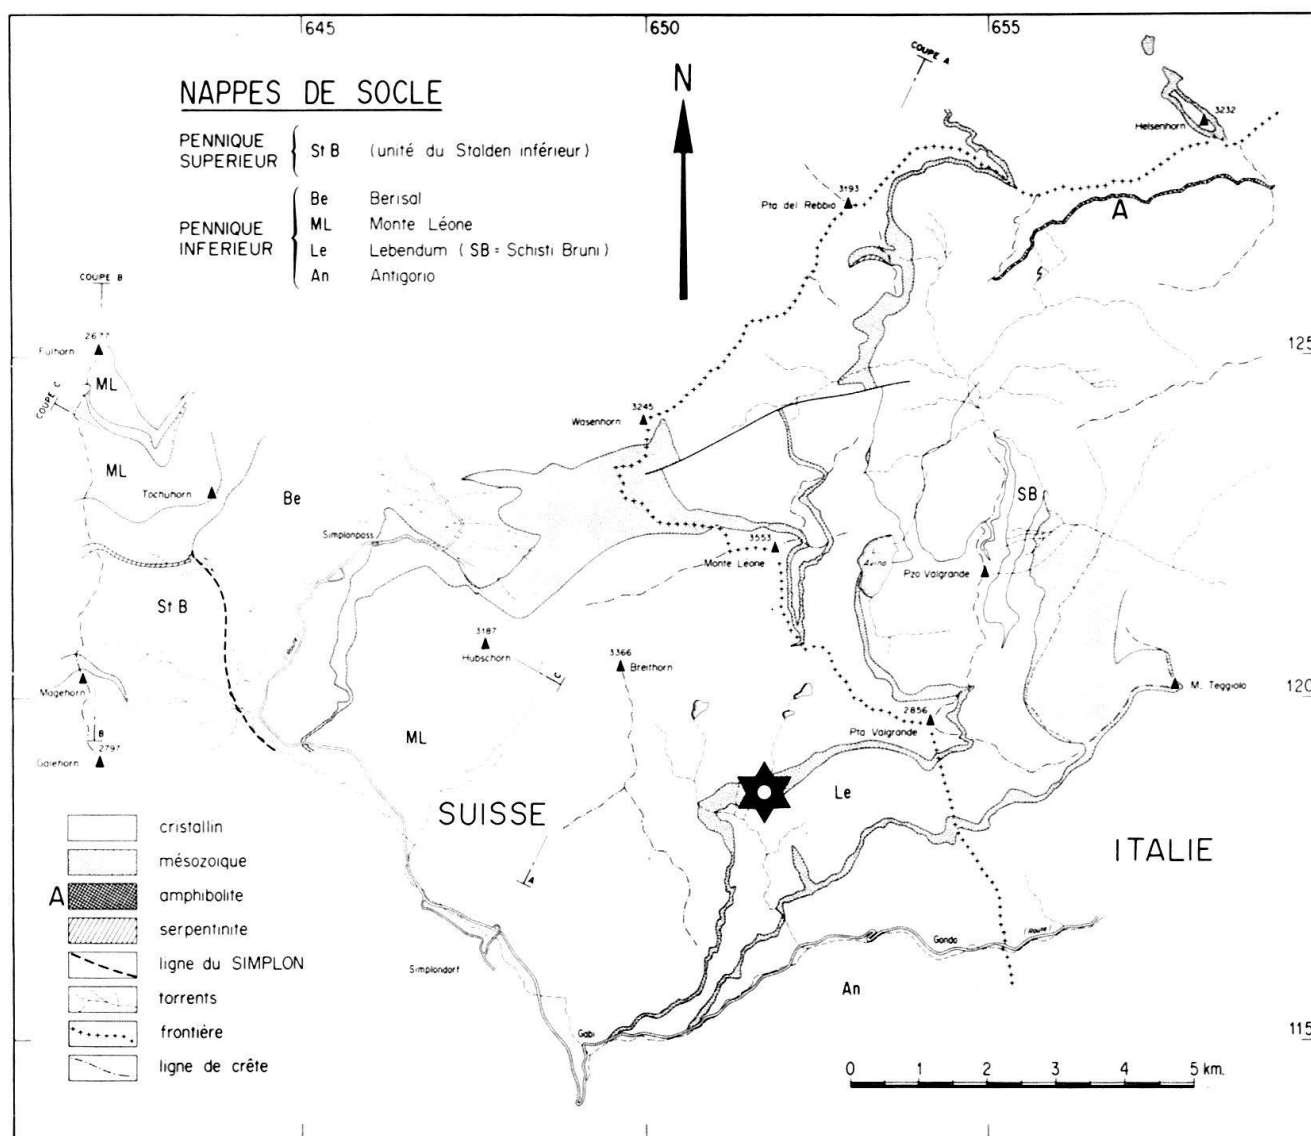 645 650 655
NAPPES DE SOCLE
PENNIQUE SUPERIEUR
St B (unité du Stalden inférieur)
PENNIQUE INFERIEUR
Be Berisal
ML Monte Léone
Le Lebendum ( SB = Schisti Bruni )
An Antigorio
N
COUPE A
3232
Helsenhorn
3193
Pta del Rebbio
A
COUPE B
2677
Fulhorn
ML
COUPE C
125
3245
Wasenhorn
ML
Tochuhorn
Be
SB
Simplonpass
3553
Monte Leone
Avino
Pzo Valgrande
St B
Route
3187
Hubschorn
C
3366
Breithorn
Magehorn
B
2797
Galehorn
M. Teggiolo
120
2856
Pta Valgrande
ML
SUISSE
Le
ITALIE
A
Simplondorf
Gondo
(Route)
An
Gabi
115
cristallin
mésozoique
A amphibolite
serpentinite
ligne du SIMPLON
torrents
frontière
ligne de crête
0 1 2 3 4 5 km.